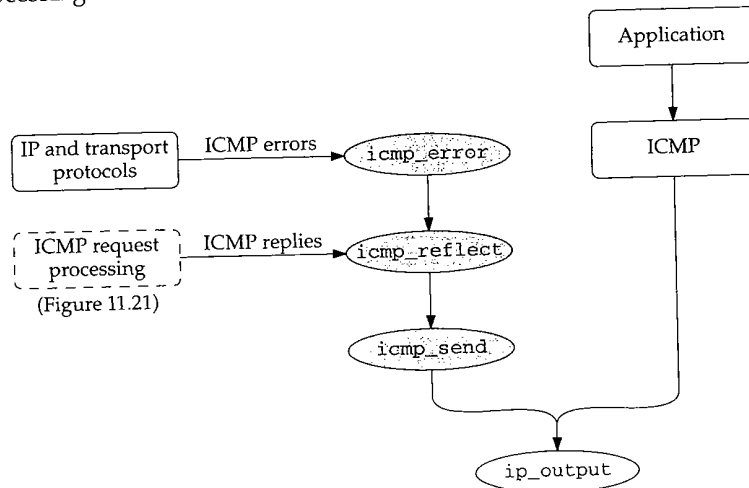 Application
IP and transport
protocols
ICMP errors
icmp_error
ICMP
ICMP request
processing
ICMP replies
icmp_reflect
(Figure 11.21)
icmp_send
ip_output